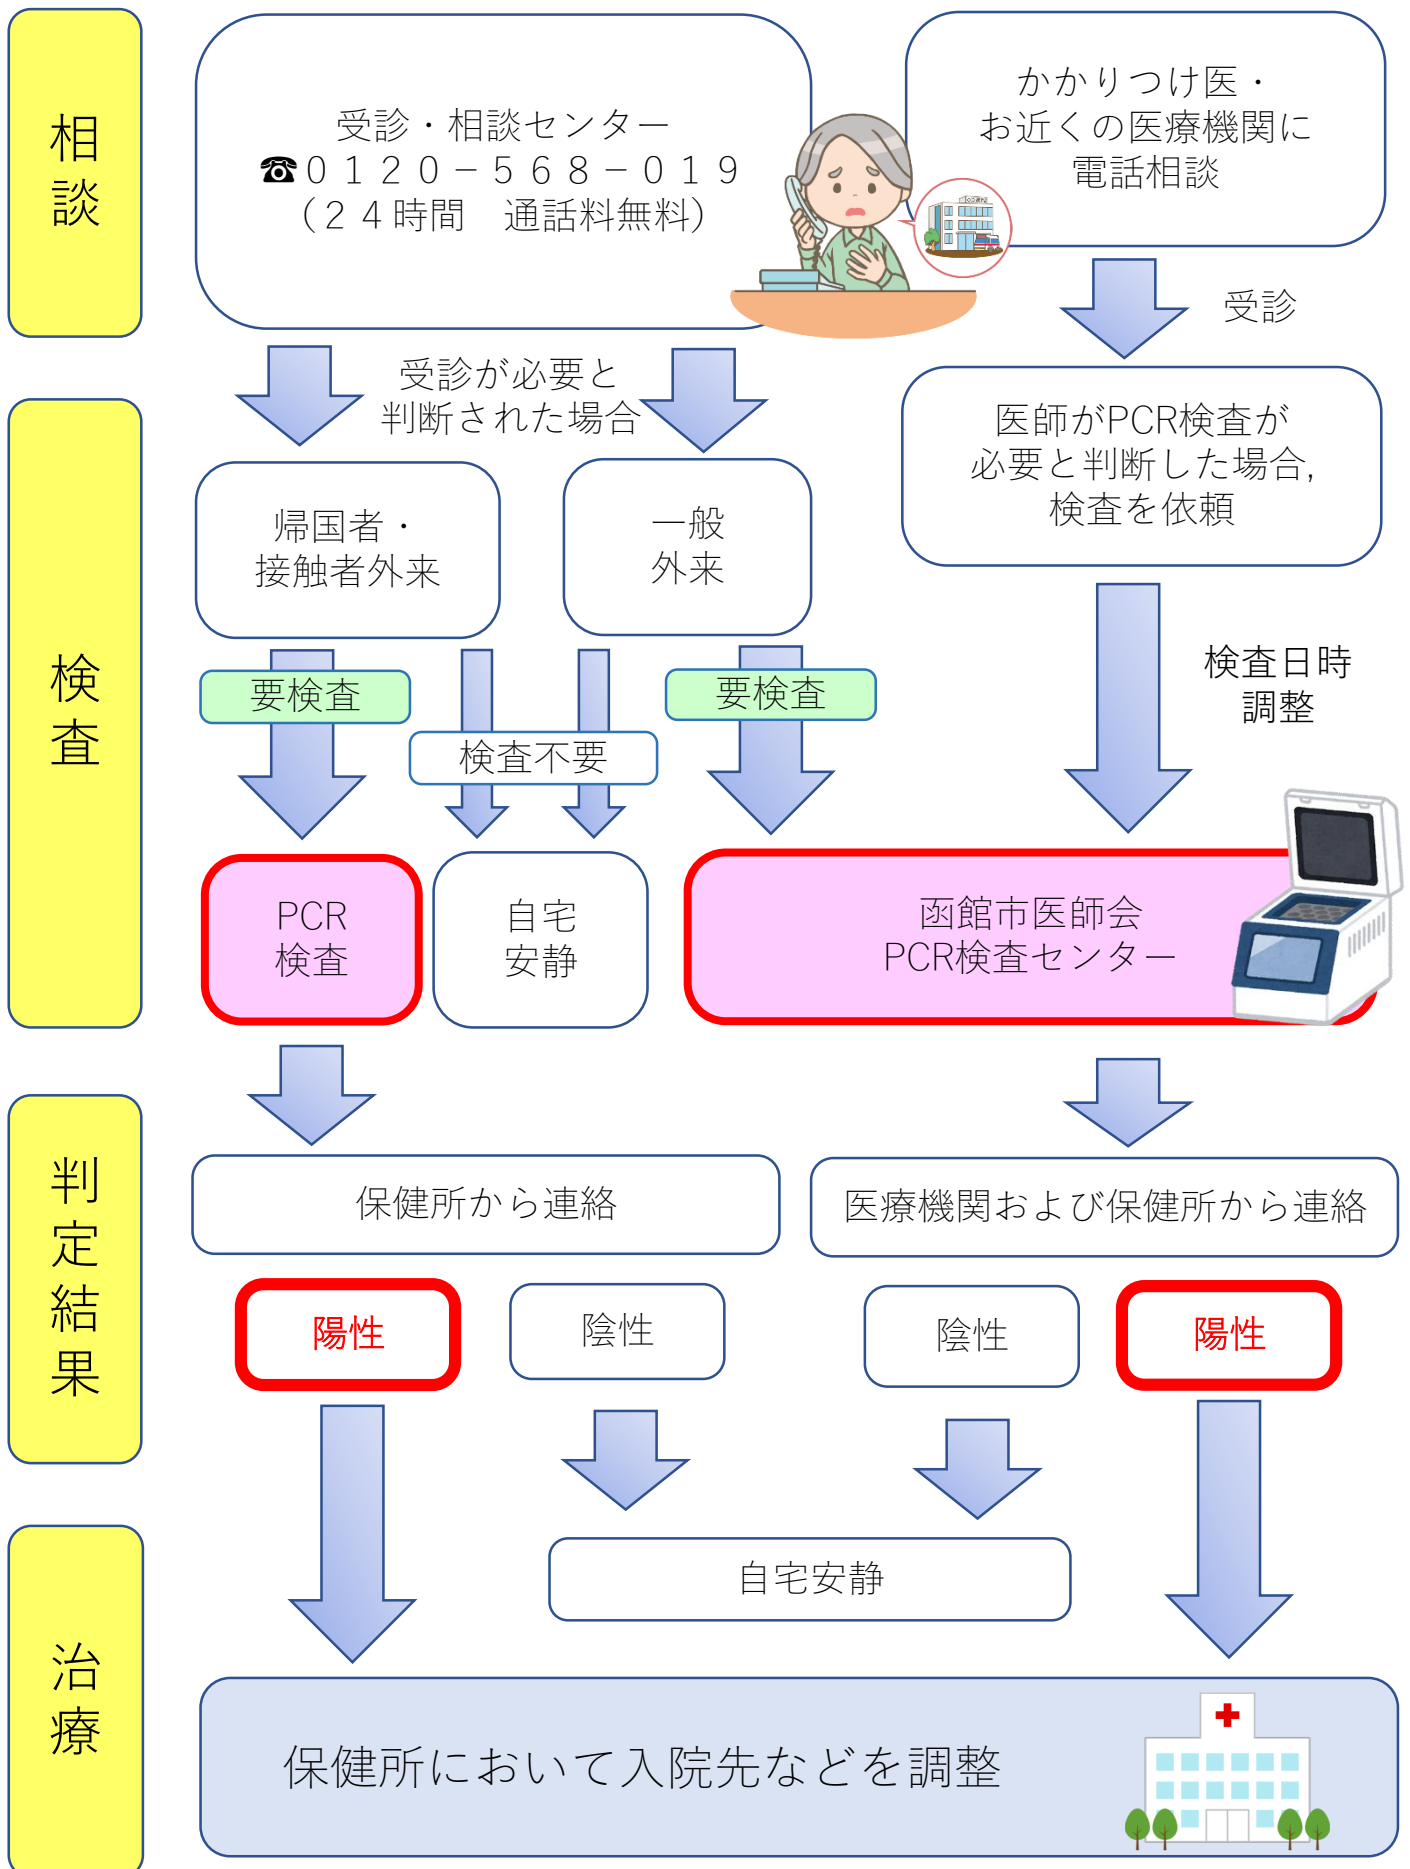 相談
受診・相談センター
☎０１２０－５６８－０１９
（２４時間　通話料無料）
かかりつけ医・
お近くの医療機関に
電話相談
受診
受診が必要と
判断された場合
検査
帰国者・
接触者外来
一般
外来
医師がPCR検査が
必要と判断した場合,
検査を依頼
要検査
検査不要
要検査
検査日時
調整
PCR
検査
自宅
安静
函館市医師会
PCR検査センター
判定結果
保健所から連絡
医療機関および保健所から連絡
陽性
陰性
陰性
陽性
治療
自宅安静
保健所において入院先などを調整